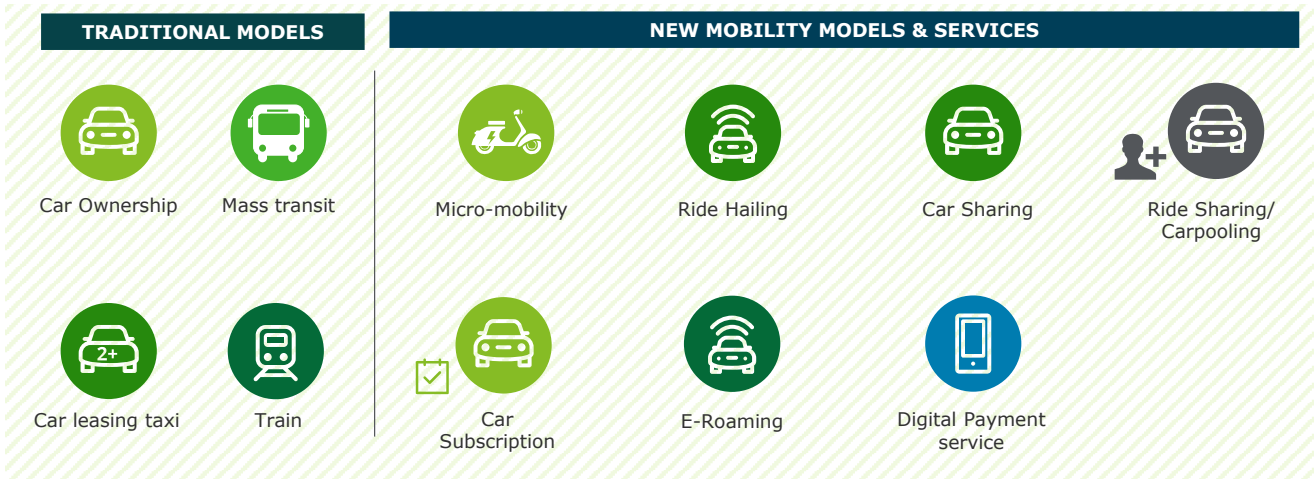 TRADITIONAL MODELS
NEW MOBILITY MODELS & SERVICES
Car Ownership
Mass transit
Micro-mobility
Ride Hailing
Car Sharing
Ride Sharing/
Carpooling
2+
Car leasing taxi
Train
Car
Subscription
E-Roaming
Digital Payment
service